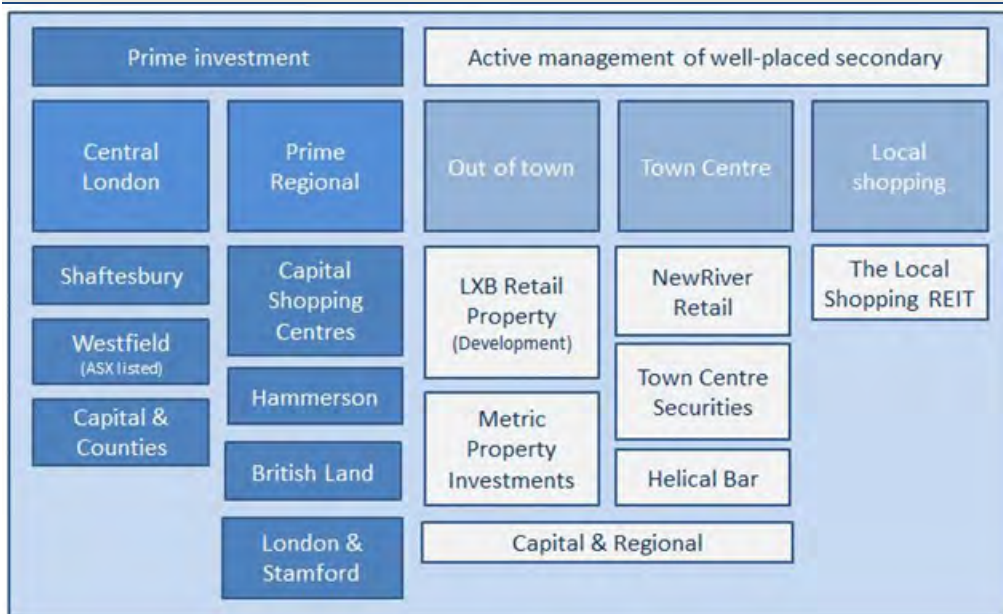 Prime investment
Active management of well-placed secondary
Central
London
Prime
Regional
Out of town
Town Centre
Local
shopping
Shaftesbury
Westfield
(ASX listed)
Capital &
Counties
Capital
Shopping
Centres
Hammerson
British Land
London &
Stamford
LXB Retail
Property
(Development)
Metric
Property
Investments
NewRiver
Retail
Town Centre
Securities
Helical Bar
Capital & Regional
The Local
Shopping REIT